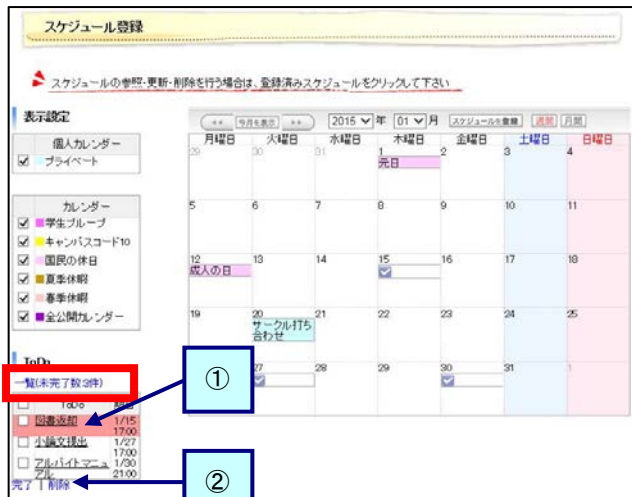 スケジュール登録
スケジュールの参照・更新・削除を行う場合は、登録済みスケジュールをクリックして下さい
表示設定
個人カレンダー
プライベート
カレンダー
学生グループ
キャンパスコード10
国民の休日
夏季休暇
春季休暇
全公開カレンダー
ToDo
一覧(未完了数:3件)
ToDo 期日
図書返却 1/15 17:00
小論文提出 1/27 17:00
アルバイトマニュアル 1/30 21:00
完了 | 削除
<< 今月を表示 >> 2015 年 01 月 スケジュールを登録 週間 月間
月曜日 火曜日 水曜日 木曜日 金曜日 土曜日 日曜日
29 30 31 1 2 3 4
元日
5 6 7 8 9 10 11
12 13 14 15 16 17 18
成人の日
19 20 21 22 23 24 25
サークル打ち
合わせ
27 28 29 30 31 1
①
②